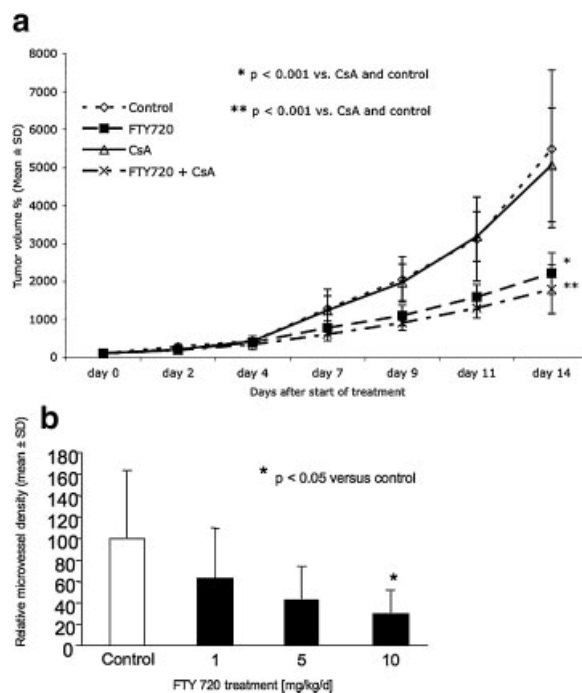 a
8000
7000
6000
5000
4000
3000
2000
1000
0
Tumor volume % (Mean ± SD)
* p < 0.001 vs. CsA and control
** p < 0.001 vs. CsA and control
Control
FTY720
CsA
FTY720 + CsA
*
**
day 0 day 2 day 4 day 7 day 9 day 11 day 14
Days after start of treatment
b
180
160
140
120
100
80
60
40
20
0
Relative microvessel density (mean ± SD)
* p < 0.05 versus control
*
Control 1 5 10
FTY 720 treatment [mg/kg/d]